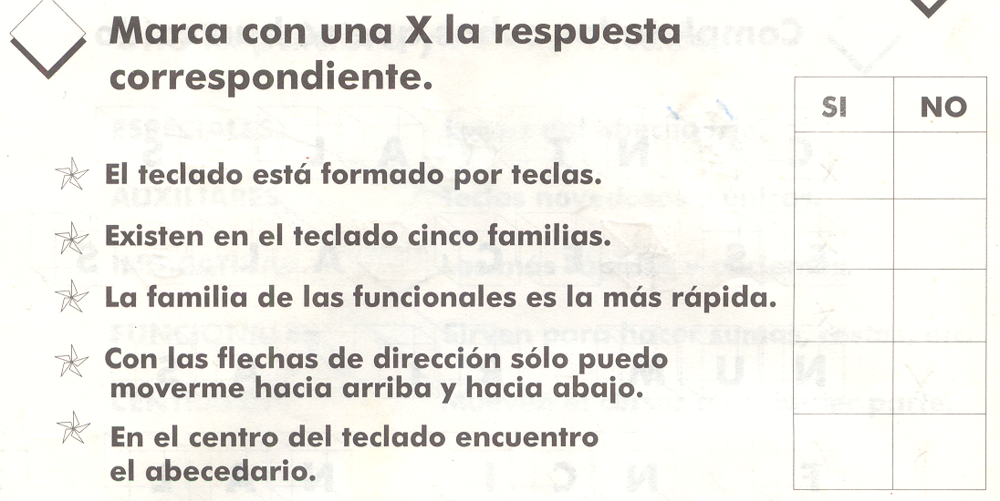 Marca con una X la respuesta
correspondiente.
SI NO
El teclado está formado por teclas.
Existen en el teclado cinco familias.
La familia de las funcionales es la más rápida.
Con las flechas de dirección sólo puedo
moverme hacia arriba y hacia abajo.
En el centro del teclado encuentro
el abecedario.